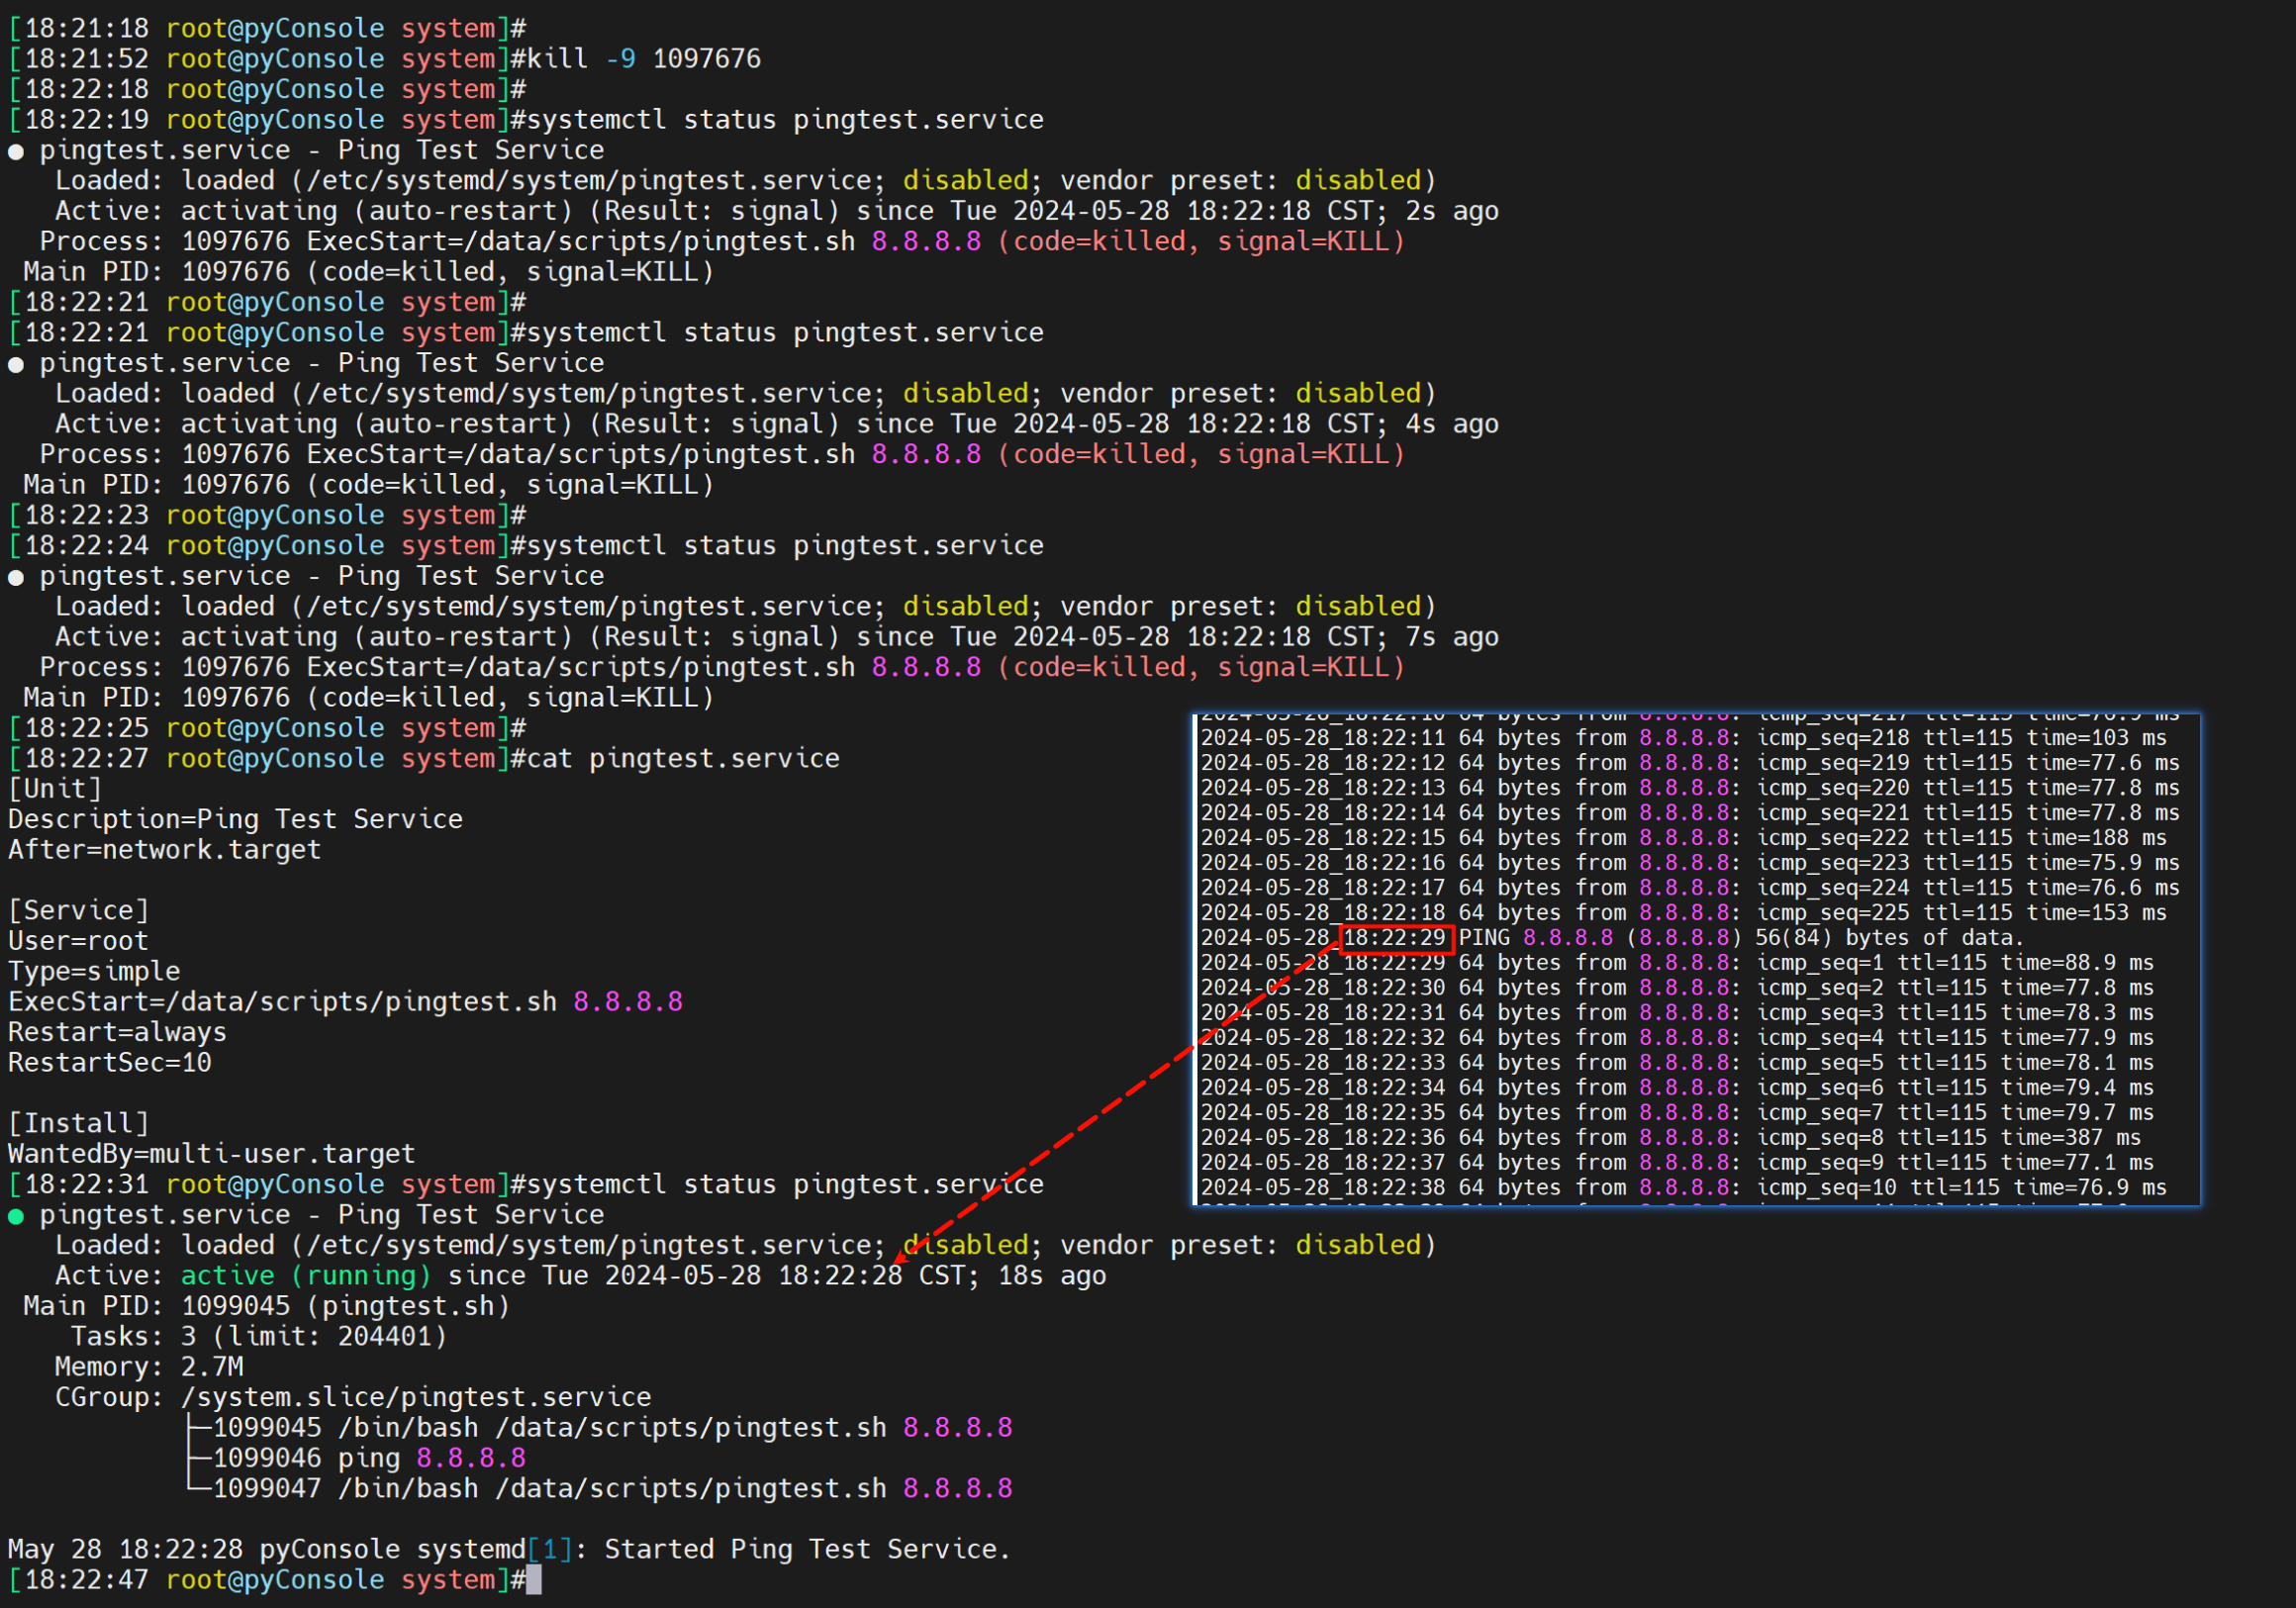 [18:21:18 root@pyConsole system]#
[18:21:52 root@pyConsole system]#kill -9 1097676
[18:22:18 root@pyConsole system]#
[18:22:19 root@pyConsole system]#systemctl status pingtest.service
● pingtest.service - Ping Test Service
   Loaded: loaded (/etc/systemd/system/pingtest.service; disabled; vendor preset: disabled)
   Active: activating (auto-restart) (Result: signal) since Tue 2024-05-28 18:22:18 CST; 2s ago
  Process: 1097676 ExecStart=/data/scripts/pingtest.sh 8.8.8.8 (code=killed, signal=KILL)
 Main PID: 1097676 (code=killed, signal=KILL)
[18:22:21 root@pyConsole system]#
[18:22:21 root@pyConsole system]#systemctl status pingtest.service
● pingtest.service - Ping Test Service
   Loaded: loaded (/etc/systemd/system/pingtest.service; disabled; vendor preset: disabled)
   Active: activating (auto-restart) (Result: signal) since Tue 2024-05-28 18:22:18 CST; 4s ago
  Process: 1097676 ExecStart=/data/scripts/pingtest.sh 8.8.8.8 (code=killed, signal=KILL)
 Main PID: 1097676 (code=killed, signal=KILL)
[18:22:23 root@pyConsole system]#
[18:22:24 root@pyConsole system]#systemctl status pingtest.service
● pingtest.service - Ping Test Service
   Loaded: loaded (/etc/systemd/system/pingtest.service; disabled; vendor preset: disabled)
   Active: activating (auto-restart) (Result: signal) since Tue 2024-05-28 18:22:18 CST; 7s ago
  Process: 1097676 ExecStart=/data/scripts/pingtest.sh 8.8.8.8 (code=killed, signal=KILL)
 Main PID: 1097676 (code=killed, signal=KILL)
[18:22:25 root@pyConsole system]#
[18:22:27 root@pyConsole system]#cat pingtest.service
[Unit]
Description=Ping Test Service
After=network.target
[Service]
User=root
Type=simple
ExecStart=/data/scripts/pingtest.sh 8.8.8.8
Restart=always
RestartSec=10
[Install]
WantedBy=multi-user.target
[18:22:31 root@pyConsole system]#systemctl status pingtest.service
● pingtest.service - Ping Test Service
   Loaded: loaded (/etc/systemd/system/pingtest.service; disabled; vendor preset: disabled)
   Active: active (running) since Tue 2024-05-28 18:22:28 CST; 18s ago
 Main PID: 1099045 (pingtest.sh)
    Tasks: 3 (limit: 204401)
   Memory: 2.7M
   CGroup: /system.slice/pingtest.service
           ├─1099045 /bin/bash /data/scripts/pingtest.sh 8.8.8.8
           ├─1099046 ping 8.8.8.8
           └─1099047 /bin/bash /data/scripts/pingtest.sh 8.8.8.8
May 28 18:22:28 pyConsole systemd[1]: Started Ping Test Service.
[18:22:47 root@pyConsole system]#
2024-05-28_18:22:10 64 bytes from 8.8.8.8: icmp_seq=217 ttl=115 time=76.9 ms
2024-05-28_18:22:11 64 bytes from 8.8.8.8: icmp_seq=218 ttl=115 time=103 ms
2024-05-28_18:22:12 64 bytes from 8.8.8.8: icmp_seq=219 ttl=115 time=77.6 ms
2024-05-28_18:22:13 64 bytes from 8.8.8.8: icmp_seq=220 ttl=115 time=77.8 ms
2024-05-28_18:22:14 64 bytes from 8.8.8.8: icmp_seq=221 ttl=115 time=77.8 ms
2024-05-28_18:22:15 64 bytes from 8.8.8.8: icmp_seq=222 ttl=115 time=188 ms
2024-05-28_18:22:16 64 bytes from 8.8.8.8: icmp_seq=223 ttl=115 time=75.9 ms
2024-05-28_18:22:17 64 bytes from 8.8.8.8: icmp_seq=224 ttl=115 time=76.6 ms
2024-05-28_18:22:18 64 bytes from 8.8.8.8: icmp_seq=225 ttl=115 time=153 ms
2024-05-28_18:22:29 PING 8.8.8.8 (8.8.8.8) 56(84) bytes of data.
2024-05-28_18:22:29 64 bytes from 8.8.8.8: icmp_seq=1 ttl=115 time=88.9 ms
2024-05-28_18:22:30 64 bytes from 8.8.8.8: icmp_seq=2 ttl=115 time=77.8 ms
2024-05-28_18:22:31 64 bytes from 8.8.8.8: icmp_seq=3 ttl=115 time=78.3 ms
2024-05-28_18:22:32 64 bytes from 8.8.8.8: icmp_seq=4 ttl=115 time=77.9 ms
2024-05-28_18:22:33 64 bytes from 8.8.8.8: icmp_seq=5 ttl=115 time=78.1 ms
2024-05-28_18:22:34 64 bytes from 8.8.8.8: icmp_seq=6 ttl=115 time=79.4 ms
2024-05-28_18:22:35 64 bytes from 8.8.8.8: icmp_seq=7 ttl=115 time=79.7 ms
2024-05-28_18:22:36 64 bytes from 8.8.8.8: icmp_seq=8 ttl=115 time=387 ms
2024-05-28_18:22:37 64 bytes from 8.8.8.8: icmp_seq=9 ttl=115 time=77.1 ms
2024-05-28_18:22:38 64 bytes from 8.8.8.8: icmp_seq=10 ttl=115 time=76.9 ms